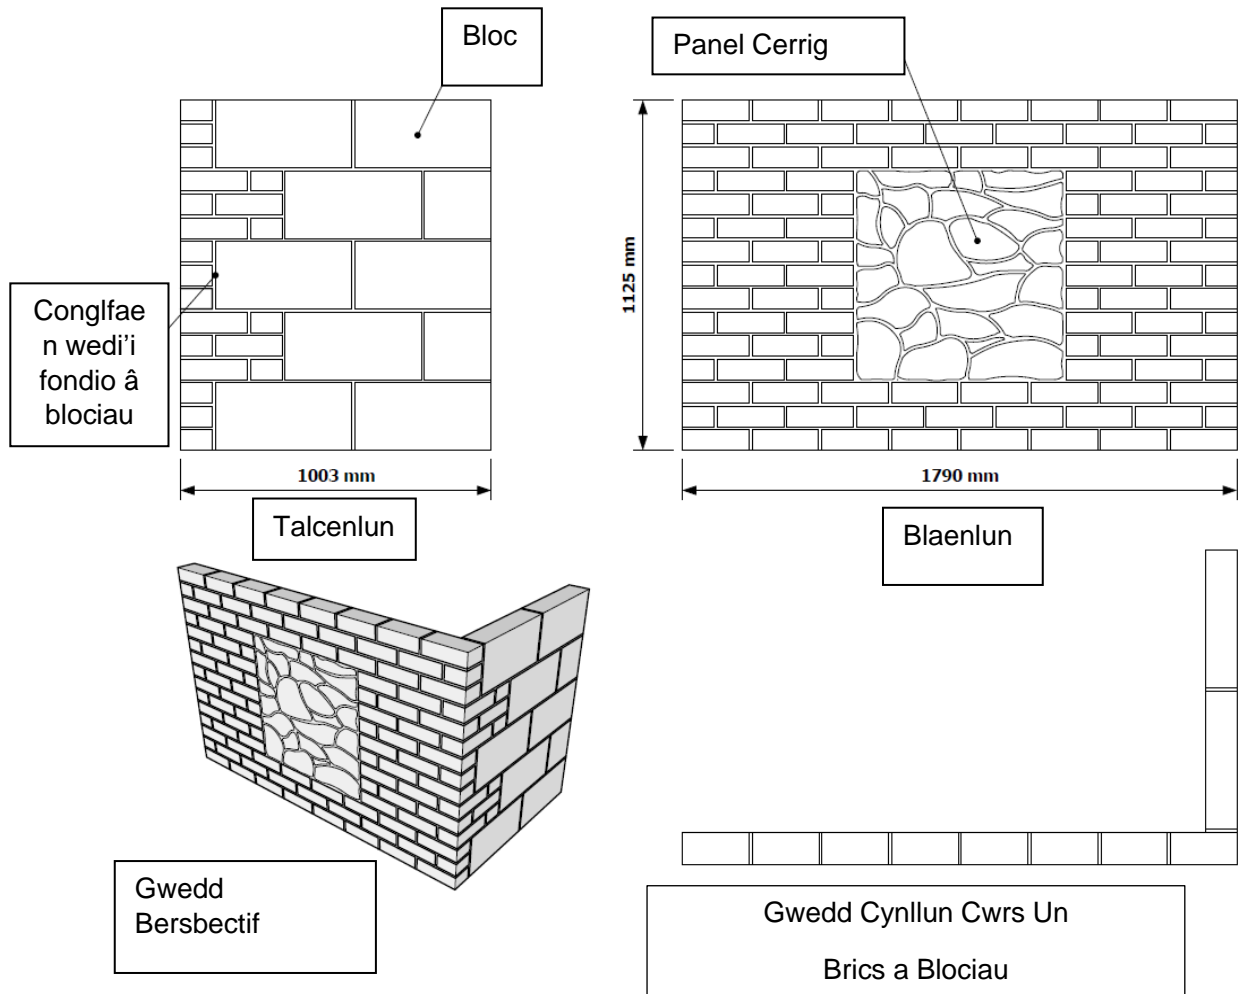 Bloc
Panel Cerrig
1125 mm
Conglfae
n wedi’i
fondio â
blociau
1003 mm
1790 mm
Talcenlun
Blaenlun
Gwedd
Bersbectif
Gwedd Cynllun Cwrs Un
Brics a Blociau